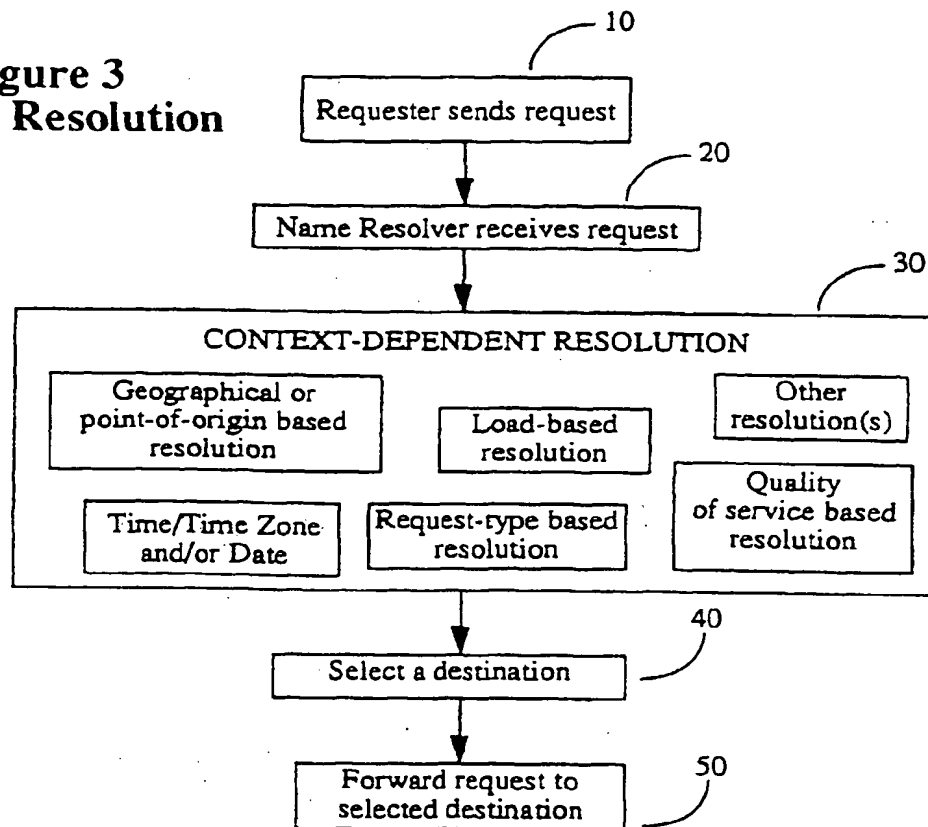 10
gure 3
Resolution
Requester sends request
20
Name Resolver receives request
30
CONTEXT-DEPENDENT RESOLUTION
Geographical or
point-of-origin based
resolution
Load-based
resolution
Other
resolution(s)
Time/Time Zone
and/or Date
Request-type based
resolution
Quality
of service based
resolution
40
Select a destination
50
Forward request to
selected destination